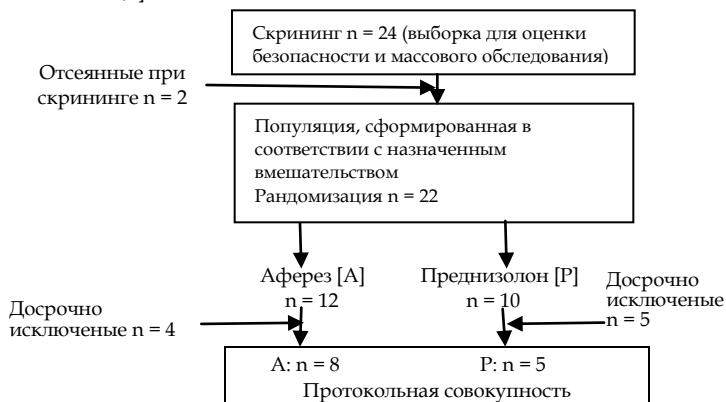 Скрининг n = 24 (выборка для оценки
безопасности и массового обследования)
Отсеянные при
скрининге n = 2
Популяция, сформированная в
соответствии с назначенным
вмешательством
Рандомизация n = 22
Аферез [A]
n = 12
Преднизолон [P]
n = 10
Досрочно
исключеные n = 4
Досрочно
исключеные
n = 5
A: n = 8
P: n = 5
Протокольная совокупность